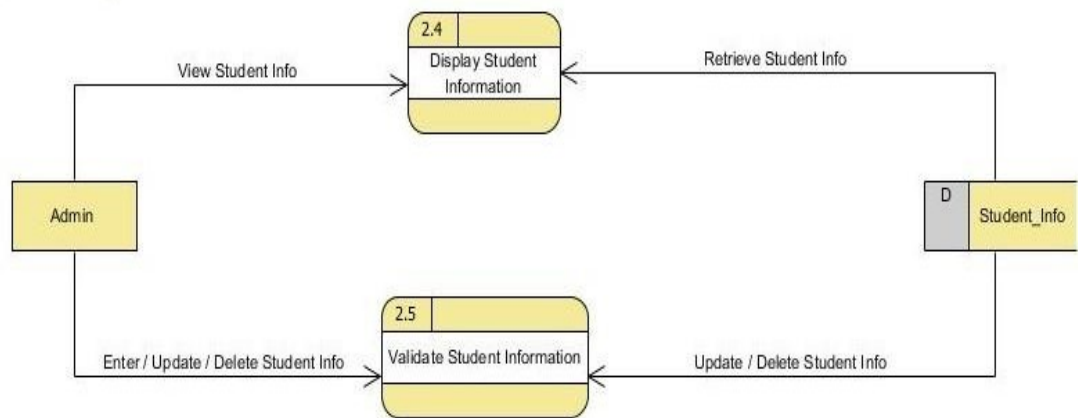 2.4
Display Student
Information
View Student Info
Retrieve Student Info
Admin
D
Student_Info
2.5
Validate Student Information
Enter / Update / Delete Student Info
Update / Delete Student Info